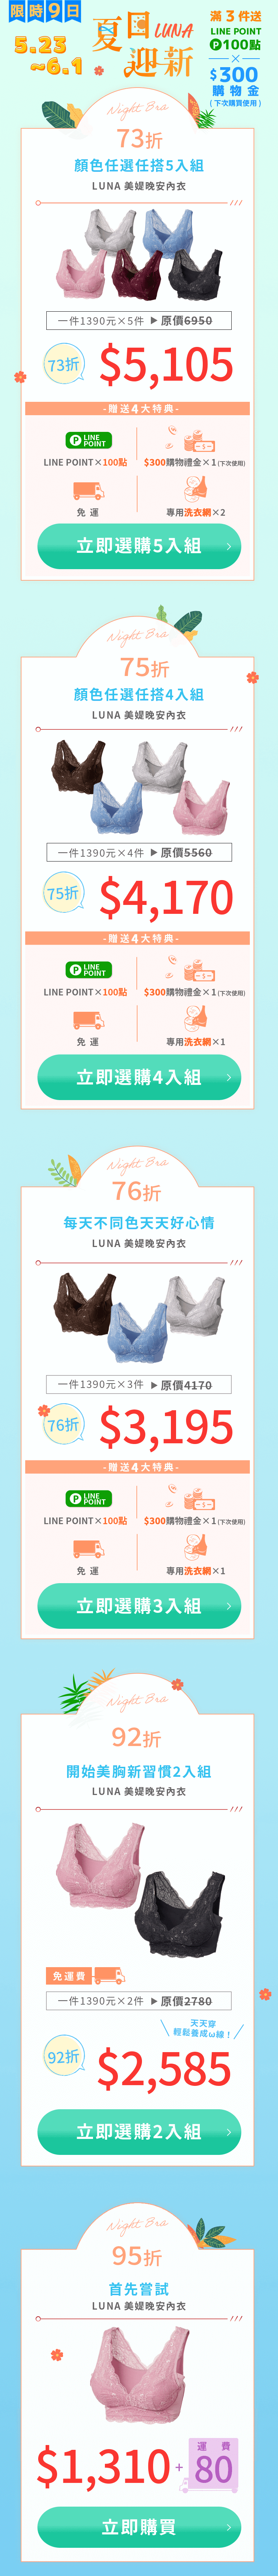 限時9日
5.23
~6.1
夏日 LUNA
迎新
滿3件送
LINE POINT
P100點
×
$300
購物金
(下次購買使用)
Night Bra
73折
顏色任選任搭5入組
LUNA 美媞晚安內衣
一件1390元×5件 ▶原價6950
73折
$5,105
-贈送4大特典-
P LINE POINT
$
LINE POINT×100點
$300購物禮金×1(下次使用)
免運
專用洗衣網×2
立即選購5入組
Night Bra
75折
顏色任選任搭4入組
LUNA 美媞晚安內衣
一件1390元×4件 ▶原價5560
75折
$4,170
-贈送4大特典-
P LINE POINT
$
LINE POINT×100點
$300購物禮金×1(下次使用)
免運
專用洗衣網×1
立即選購4入組
Night Bra
76折
每天不同色天天好心情
LUNA 美媞晚安內衣
一件1390元×3件 ▶原價4170
76折
$3,195
-贈送4大特典-
P LINE POINT
$
LINE POINT×100點
$300購物禮金×1(下次使用)
免運
專用洗衣網×1
立即選購3入組
Night Bra
92折
開始美胸新習慣2入組
LUNA 美媞晚安內衣
免運費
一件1390元×2件 ▶原價2780
天天穿
輕鬆養成ω線！
92折
$2,585
立即選購2入組
Night Bra
95折
首先嘗試
LUNA 美媞晚安內衣
$1,310+運費80
立即購買